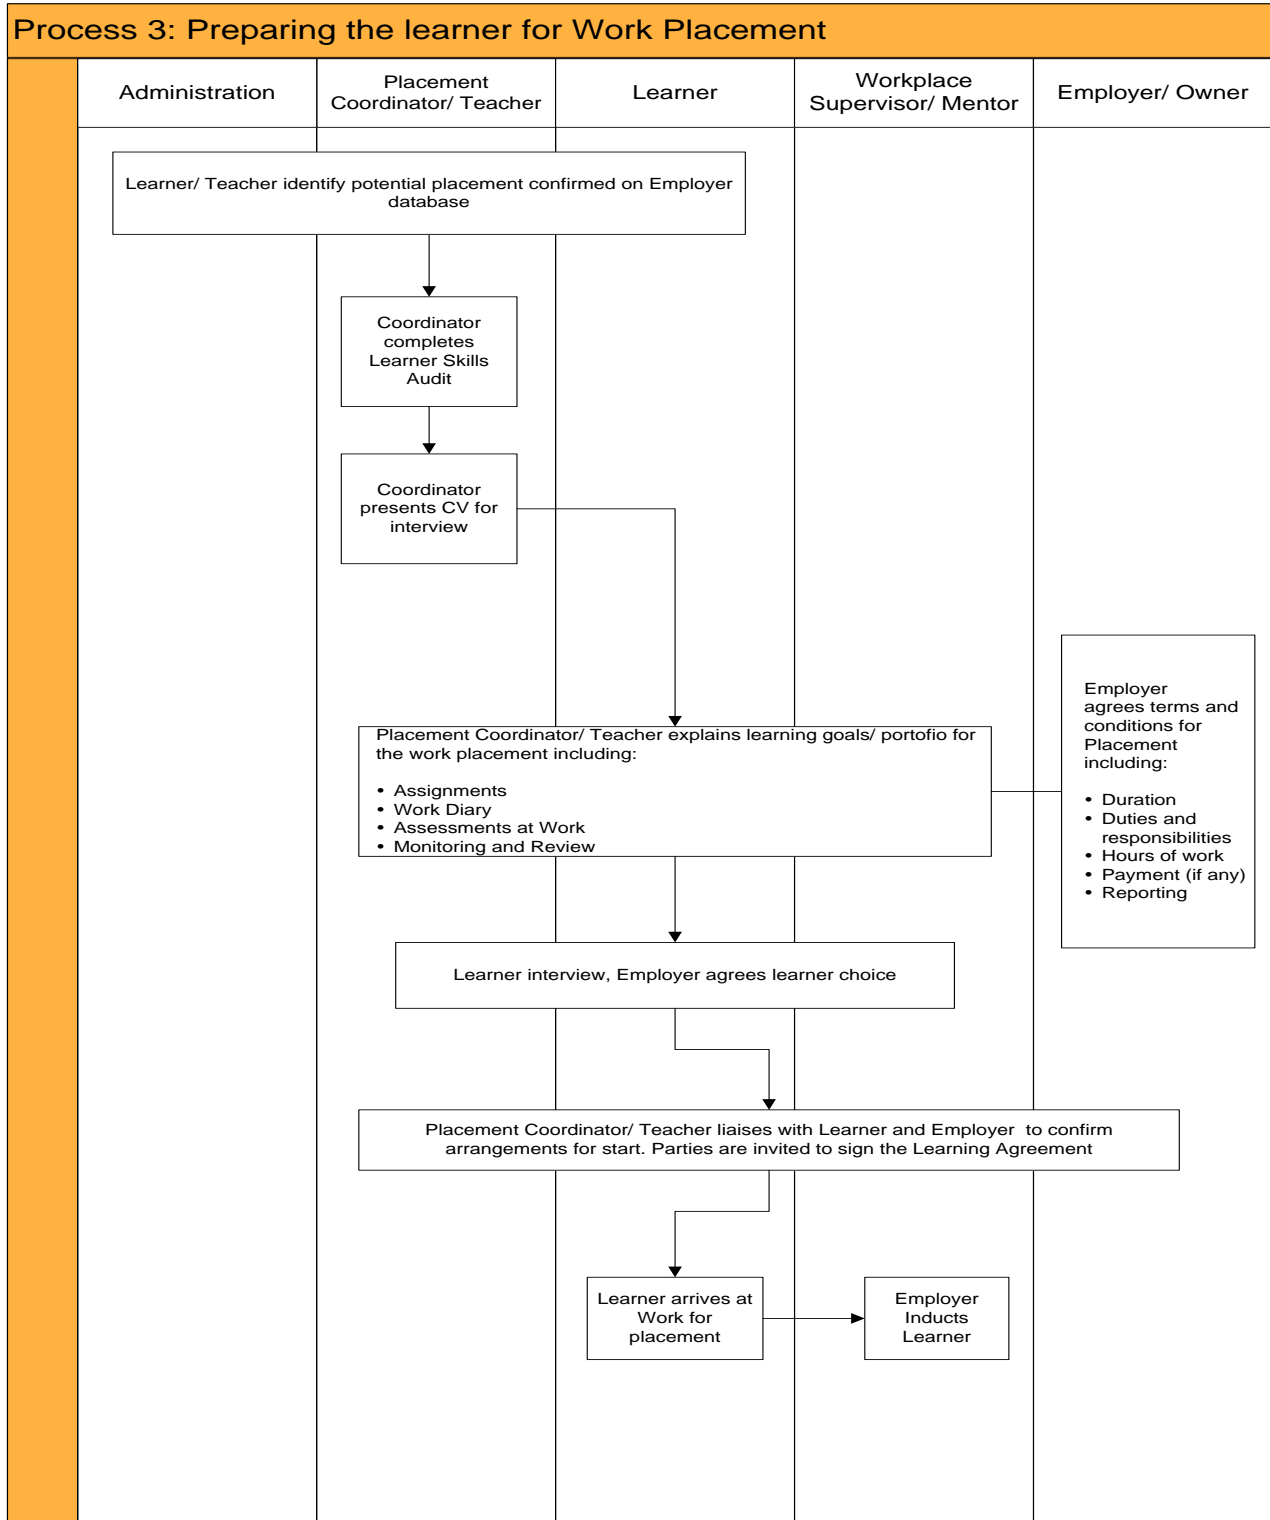 Process 3: Preparing the learner for Work Placement
Administration
Placement
Coordinator/ Teacher
Learner
Workplace
Supervisor/ Mentor
Employer/ Owner
Learner/ Teacher identify potential placement confirmed on Employer
database
Coordinator
completes
Learner Skills
Audit
Coordinator
presents CV for
interview
Placement Coordinator/ Teacher explains learning goals/ portofio for
the work placement including:
• Assignments
• Work Diary
• Assessments at Work
• Monitoring and Review
Employer
agrees terms and
conditions for
Placement
including:
• Duration
• Duties and
responsibilities
• Hours of work
• Payment (if any)
• Reporting
Learner interview, Employer agrees learner choice
Placement Coordinator/ Teacher liaises with Learner and Employer to confirm
arrangements for start. Parties are invited to sign the Learning Agreement
Learner arrives at
Work for
placement
Employer
Inducts
Learner